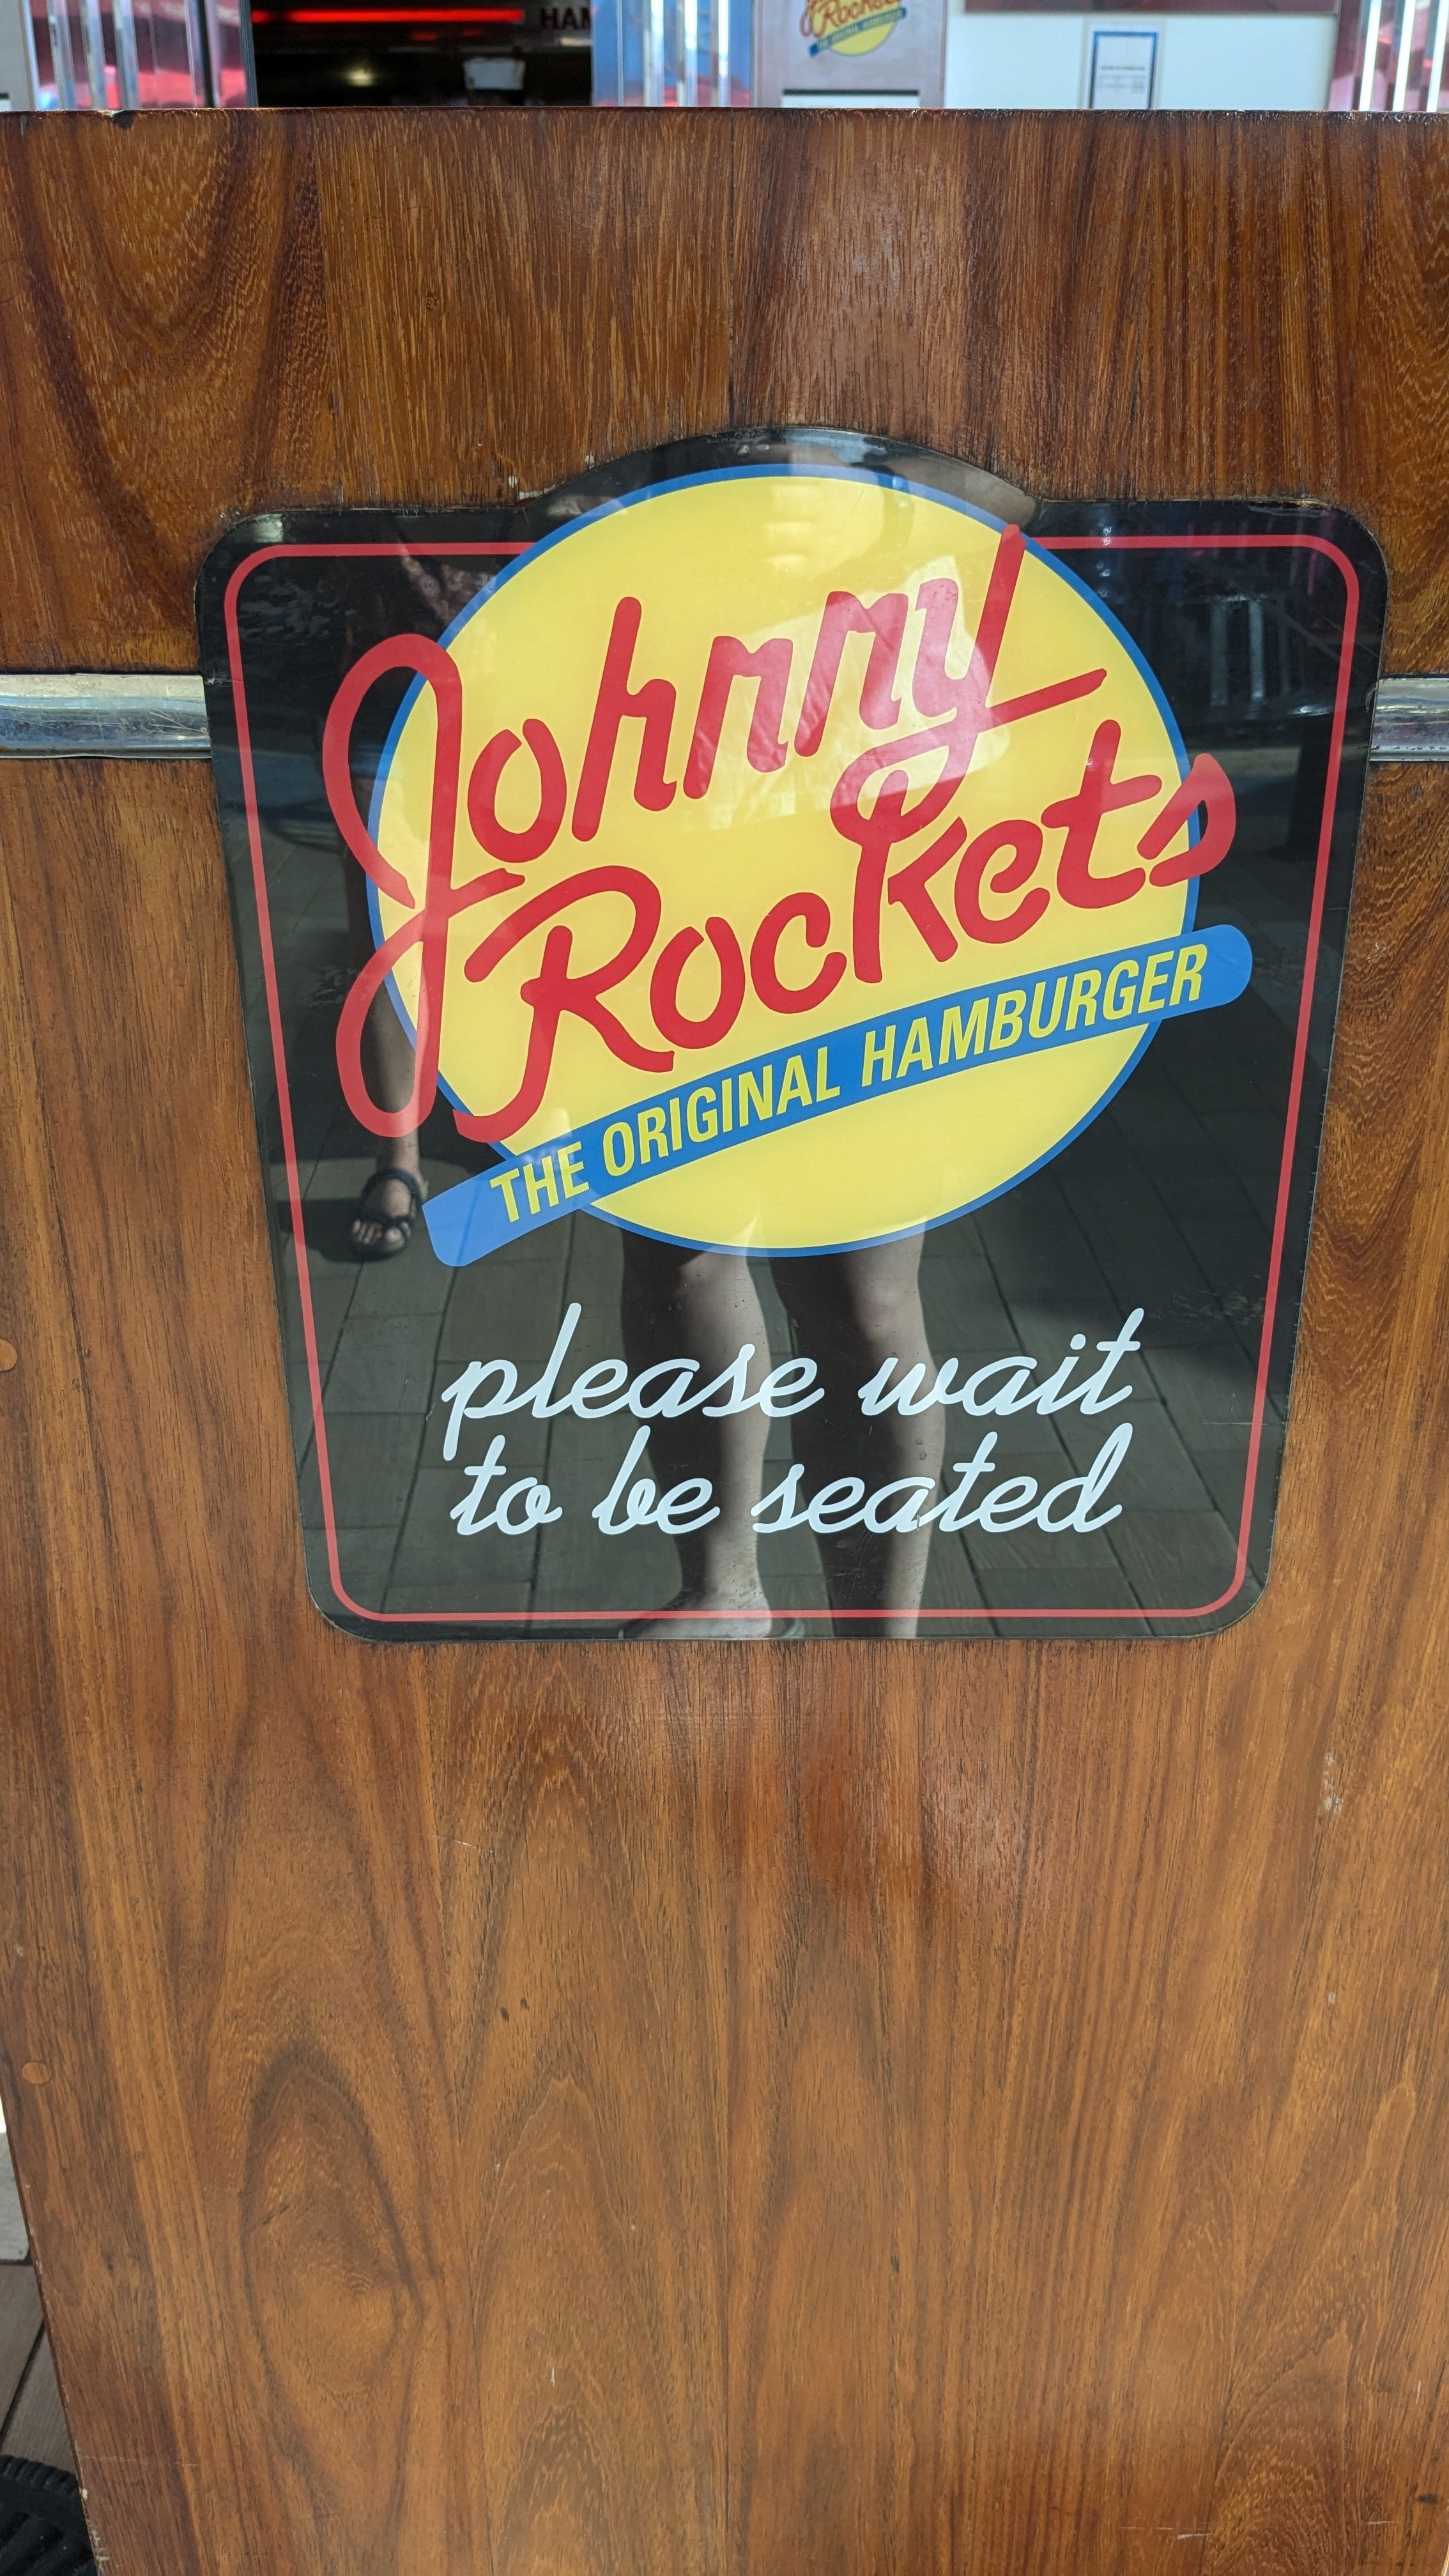 Johnny
Rockets
THE ORIGINAL HAMBURGER
please wait
to be seated